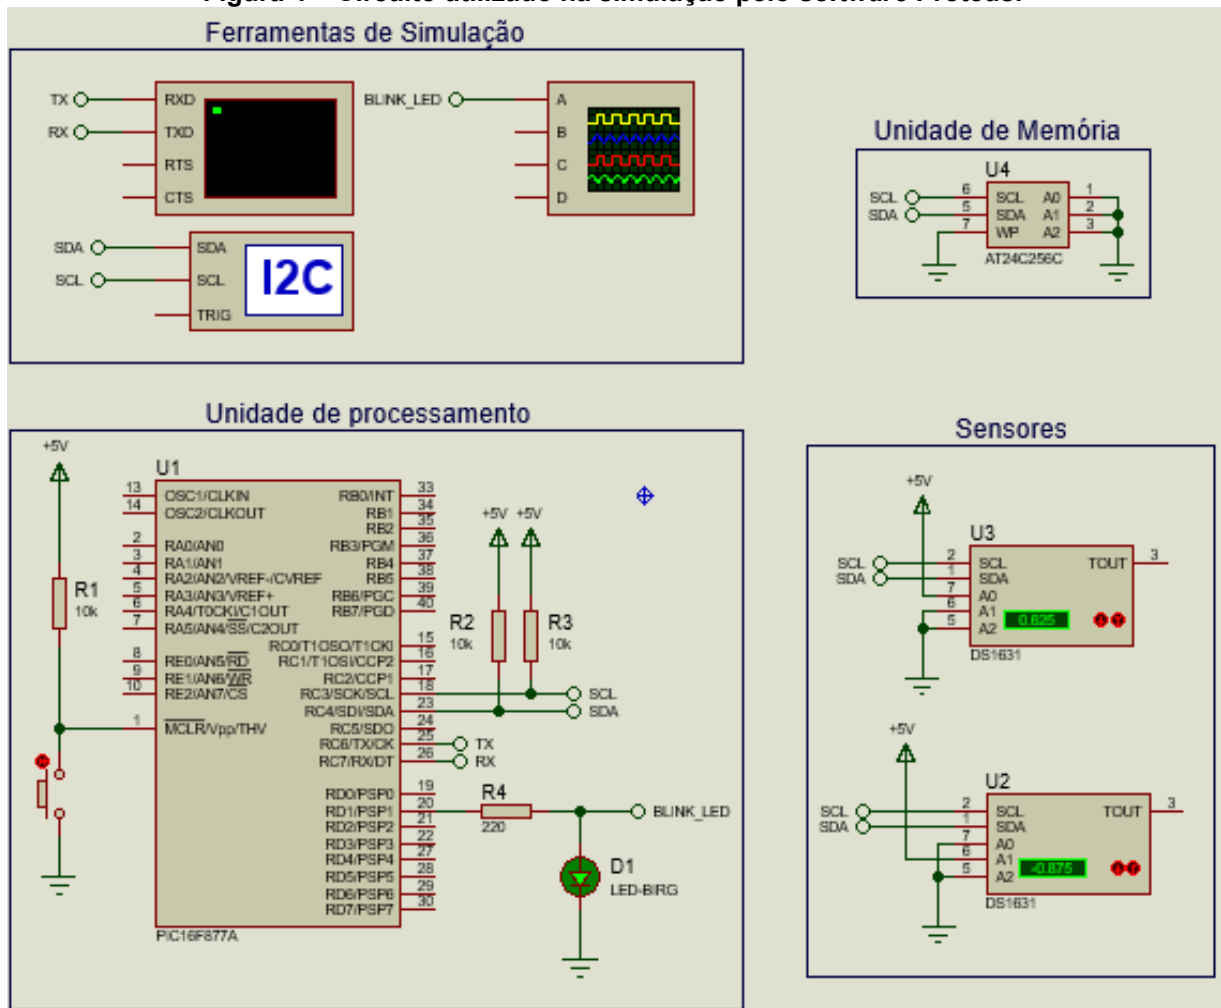 Ferramentas de Simulação
TX
RX
RXD
TXD
RTS
CTS
BLINK_LED
A
B
C
D
SDA
SCL
SDA
SCL
TRIG
I2C
Unidade de Memória
U4
SCL
SDA
6
5
7
SCL
SDA
WP
A0
A1
A2
1
2
3
AT24C256C
Unidade de processamento
+5V
R1
10k
U1
13 OSC1/CLKIN
14 OSC2/CLKOUT
2 RA0/AN0
3 RA1/AN1
4 RA2/AN2/VREF-/CVREF
5 RA3/AN3/VREF+
6 RA4/T0CKI/C1OUT
7 RA5/AN4/SS/C2OUT
8 RE0/AN5/RD
9 RE1/AN6/WR
10 RE2/AN7/CS
1 MCLR/Vpp/THV
RB0/INT 33
RB1 34
RB2 35
RB3/PGM 36
RB4 37
RB5 38
RB6/PGC 39
RB7/PGD 40
RC0/T1OSO/T1CKI 15
RC1/T1OSI/CCP2 16
RC2/CCP1 17
RC3/SCK/SCL 18
RC4/SDI/SDA 23
RC5/SDO 24
RC6/TX/CK 25
RC7/RX/DT 26
RD0/PSP0 19
RD1/PSP1 20
RD2/PSP2 21
RD3/PSP3 22
RD4/PSP4 27
RD5/PSP5 28
RD6/PSP6 29
RD7/PSP7 30
PIC16F877A
+5V +5V
R2
10k
R3
10k
SCL
SDA
TX
RX
R4
220
BLINK_LED
D1
LED-BIRG
Sensores
+5V
U3
SCL
SDA
2 SCL
1 SDA
7 A0
6 A1
5 A2
0.625
TOUT 3
DS1631
+5V
U2
SCL
SDA
2 SCL
1 SDA
7 A0
6 A1
5 A2
-0.875
TOUT 3
DS1631